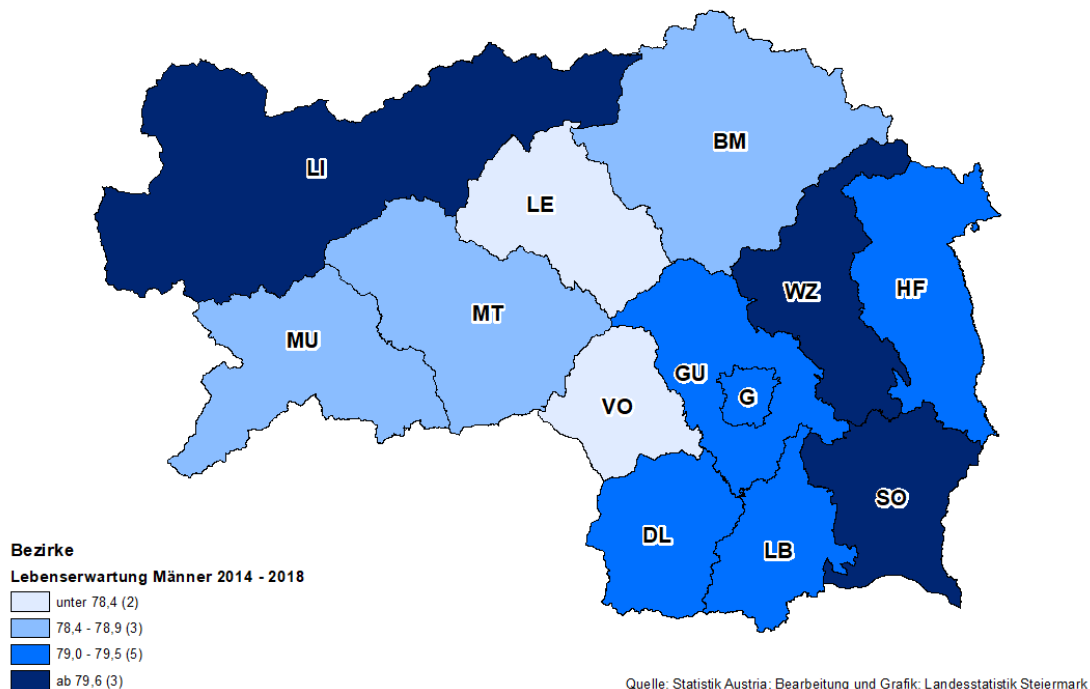 BM
LI
LE
WZ
HF
MT
MU
GU
G
VO
SO
DL
LB
Bezirke
Lebenserwartung Männer 2014 - 2018
unter 78,4 (2)
78,4 - 78,9 (3)
79,0 - 79,5 (5)
ab 79,6 (3)
Quelle: Statistik Austria; Bearbeitung und Grafik: Landesstatistik Steiermark